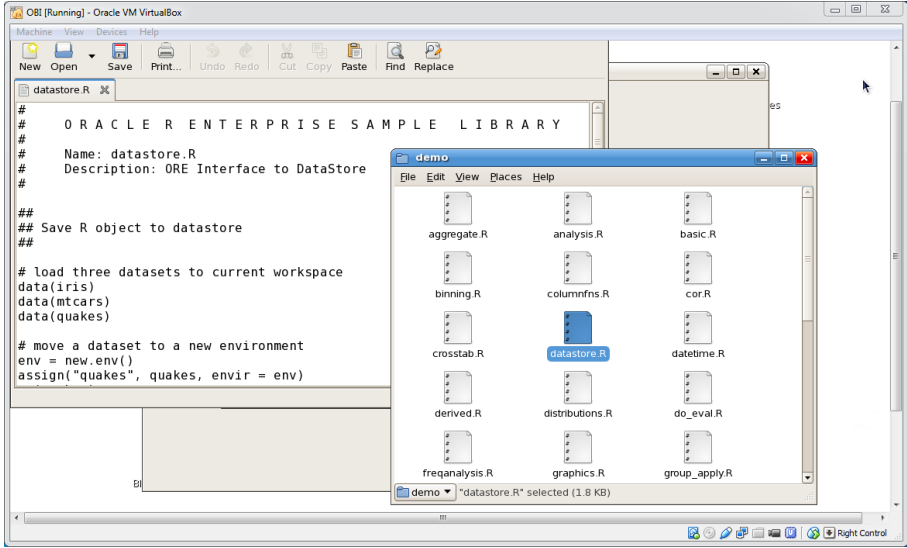 OBI [Running] - Oracle VM VirtualBox
Machine View Devices Help
New Open Save Print... Undo Redo Cut Copy Paste Find Replace
datastore.R
#
# O R A C L E  R  E N T E R P R I S E  S A M P L E  L I B R A R Y
#
# Name: datastore.R
# Description: ORE Interface to DataStore
#
##
## Save R object to datastore
##
# load three datasets to current workspace
data(iris)
data(mtcars)
data(quakes)
# move a dataset to a new environment
env = new.env()
assign("quakes", quakes, envir = env)
es
demo
File Edit View Places Help
aggregate.R analysis.R basic.R
binning.R columnfns.R cor.R
crosstab.R datastore.R datetime.R
derived.R distributions.R do_eval.R
freqanalysis.R graphics.R group_apply.R
demo "datastore.R" selected (1.8 KB)
BI
Right Control